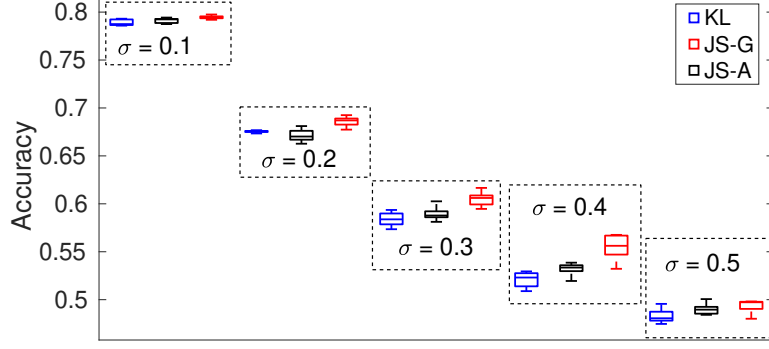 0.8
0.75
0.7
0.65
0.6
0.55
0.5
Accuracy
σ = 0.1
σ = 0.2
σ = 0.3
σ = 0.4
σ = 0.5
KL
JS-G
JS-A